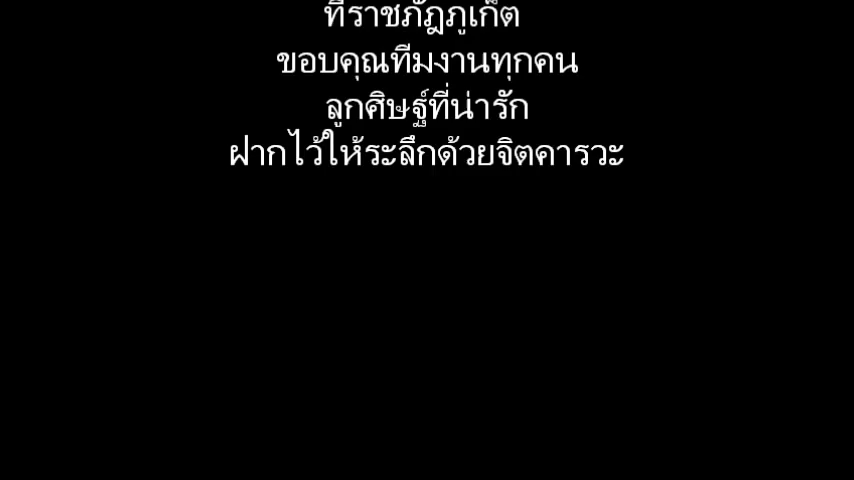 ที่ราชภัฎภูเก็ต
ขอบคุณทีมงานทุกคน
ลูกศิษฐ์ที่น่ารัก
ฝากไว้ให้ระลึกด้วยจิตคารวะ